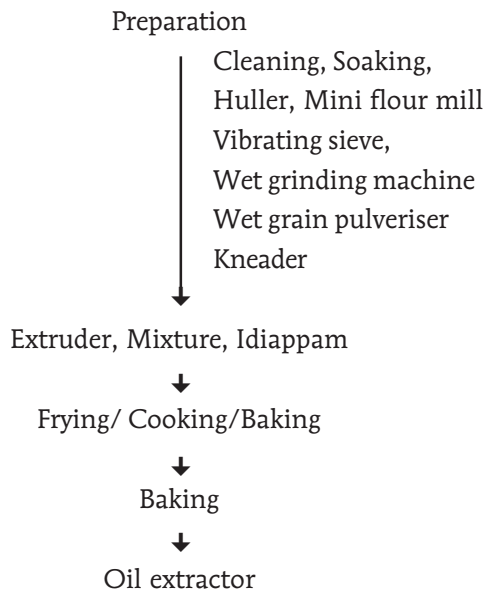 Preparation
Cleaning, Soaking,
Huller, Mini flour mill
Vibrating sieve,
Wet grinding machine
Wet grain pulveriser
Kneader
Extruder, Mixture, Idiappam
Frying/ Cooking/Baking
Baking
Oil extractor